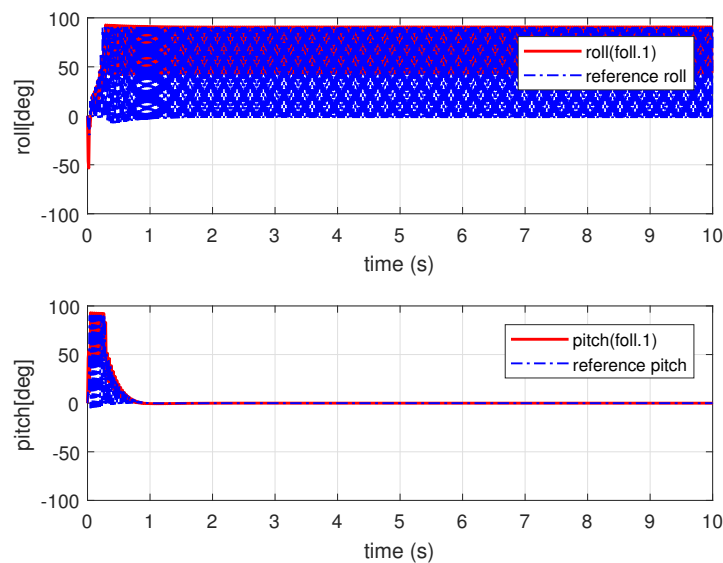 100
50
0
-50
-100
roll[deg]
roll(foll.1)
reference roll
0 1 2 3 4 5 6 7 8 9 10
time (s)
100
50
0
-50
-100
pitch[deg]
pitch(foll.1)
reference pitch
0 1 2 3 4 5 6 7 8 9 10
time (s)